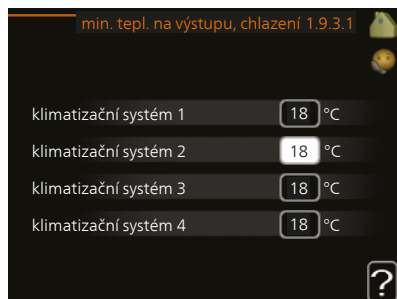 min. tepl. na výstupu, chlazení 1.9.3.1
klimatizační systém 1 18 °C
klimatizační systém 2 18 °C
klimatizační systém 3 18 °C
klimatizační systém 4 18 °C
?